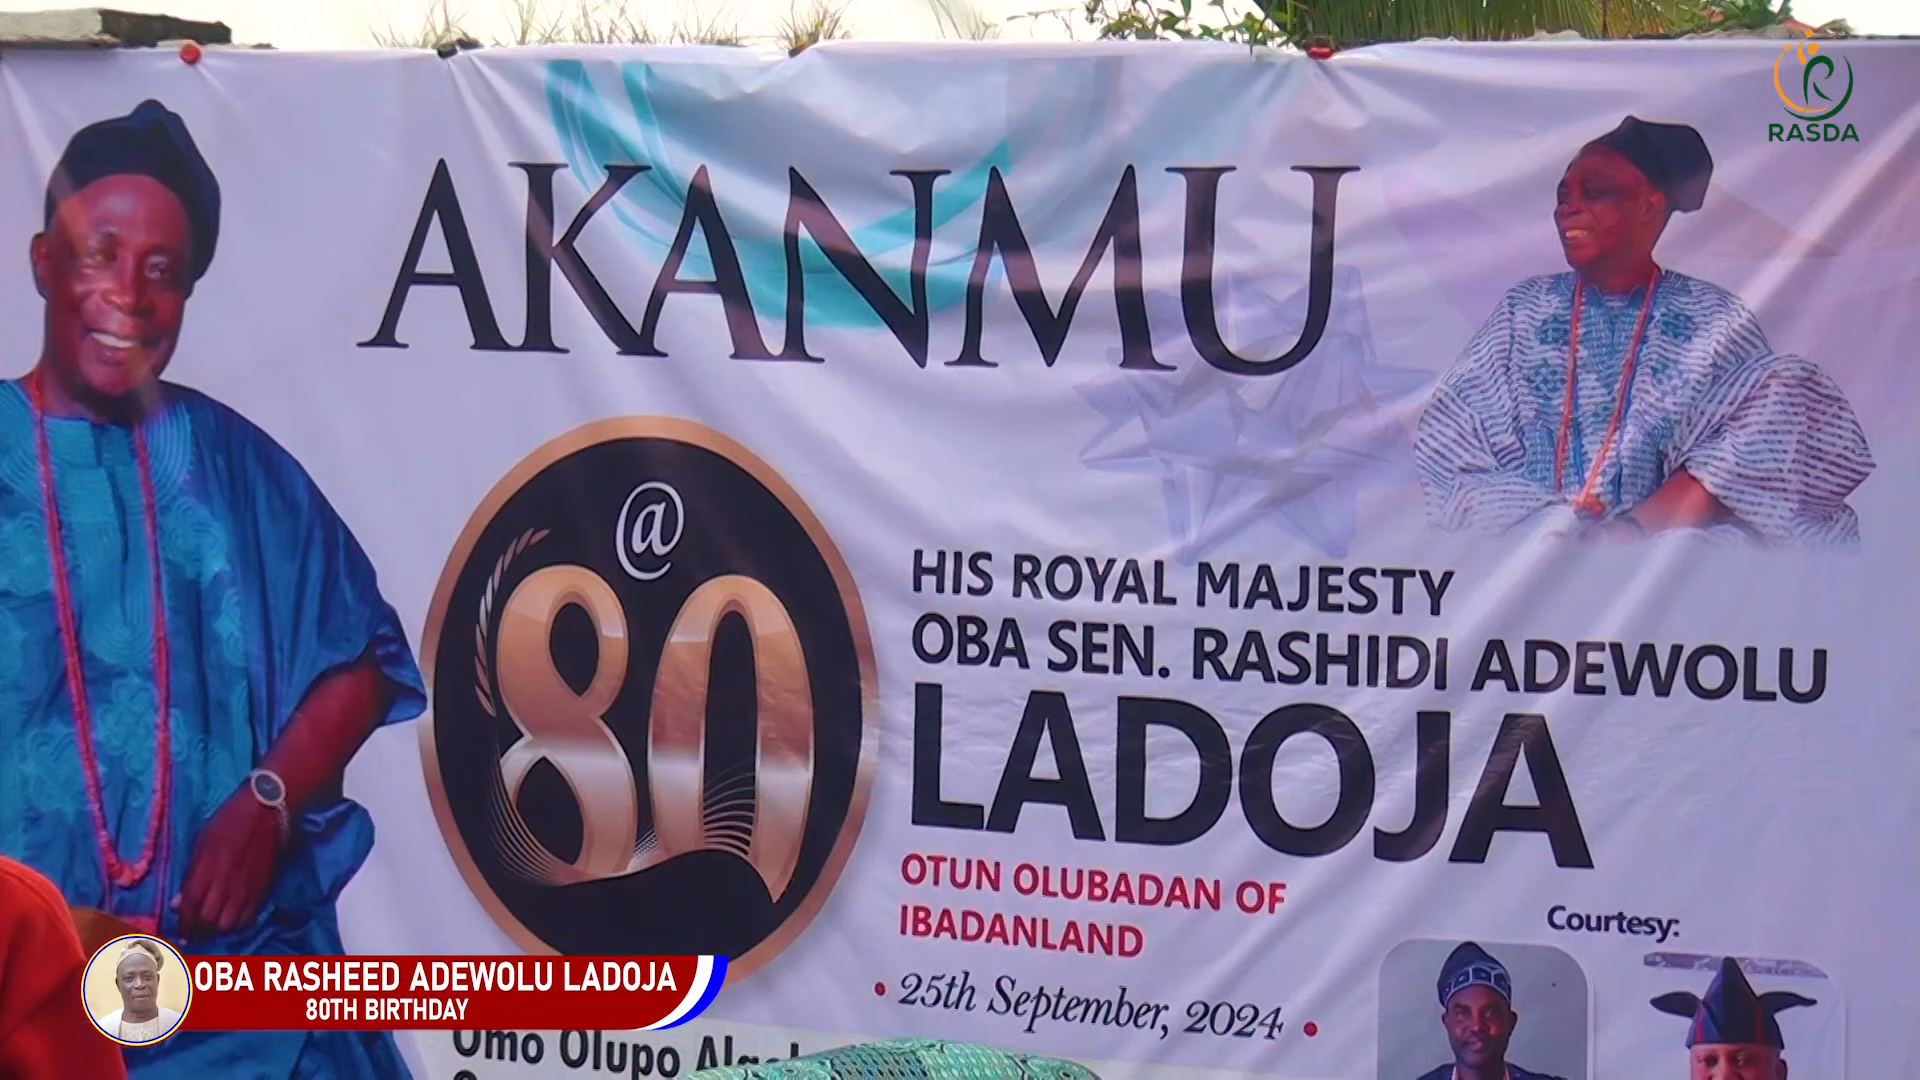 RASDA
AKANMU
@
80
HIS ROYAL MAJESTY
OBA SEN. RASHIDI ADEWOLU
LADOJA
OTUN OLUBADAN OF
IBADANLAND
• 25th September, 2024 •
Courtesy:
OBA RASHEED ADEWOLU LADOJA
80TH BIRTHDAY
Omo Olupo